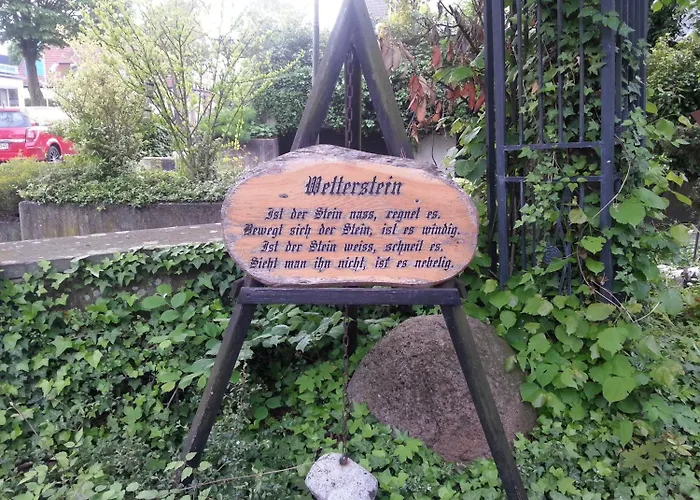 Wetterstein
Ist der Stein nass, regnet es.
Bewegt sich der Stein, ist es windig.
Ist der Stein weiss, schneit es.
Sieht man ihn nicht, ist es nebelig.